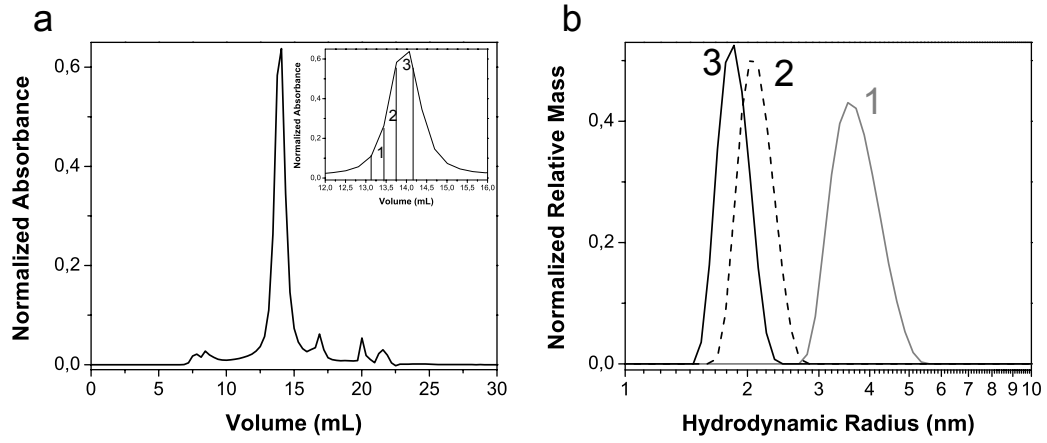 a
Normalized Absorbance
0,6
0,4
0,2
0,0
0 5 10 15 20 25 30
Volume (mL)
Normalized Absorbance
0,6
0,4
0,2
0,0
1 2 3
12,0 12,5 13,0 13,5 14,0 14,5 15,0 15,5 16,0
Volume (mL)
b
Normalized Relative Mass
0,4
0,2
0,0
3 2 1
1 2 3 4 5 6 7 8 9 10
Hydrodynamic Radius (nm)